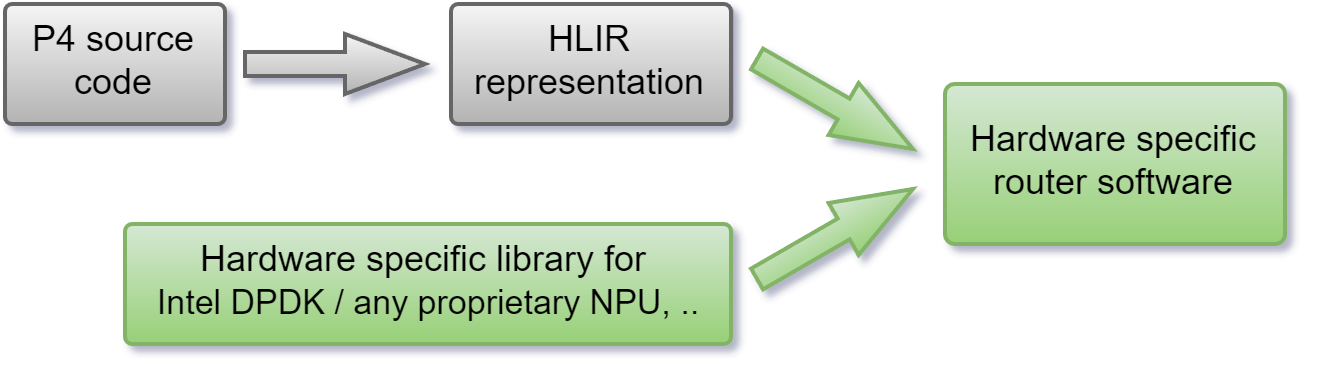 P4 source
code
HLIR
representation
Hardware specific
router software
Hardware specific library for
Intel DPDK / any proprietary NPU, ..